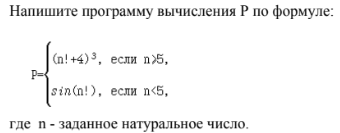 Напишите программу вычисления P по формуле:
(n!+4)³, если n>5,
P=
sin(n!), если n<5,
где n - заданное натуральное число.